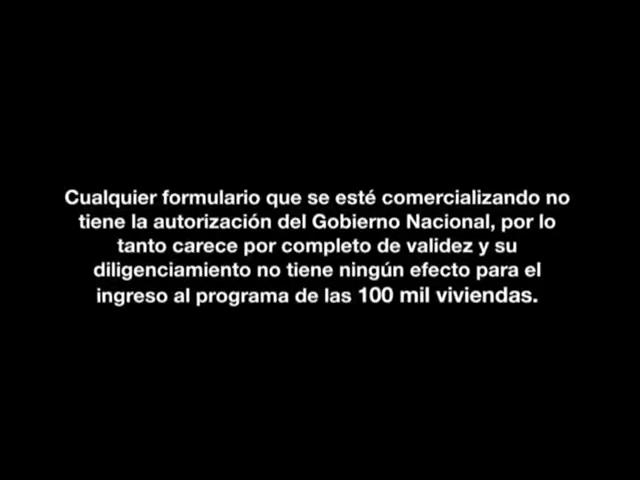 Cualquier formulario que se esté comercializando no
tiene la autorización del Gobierno Nacional, por lo
tanto carece por completo de validez y su
diligenciamiento no tiene ningún efecto para el
ingreso al programa de las 100 mil viviendas.